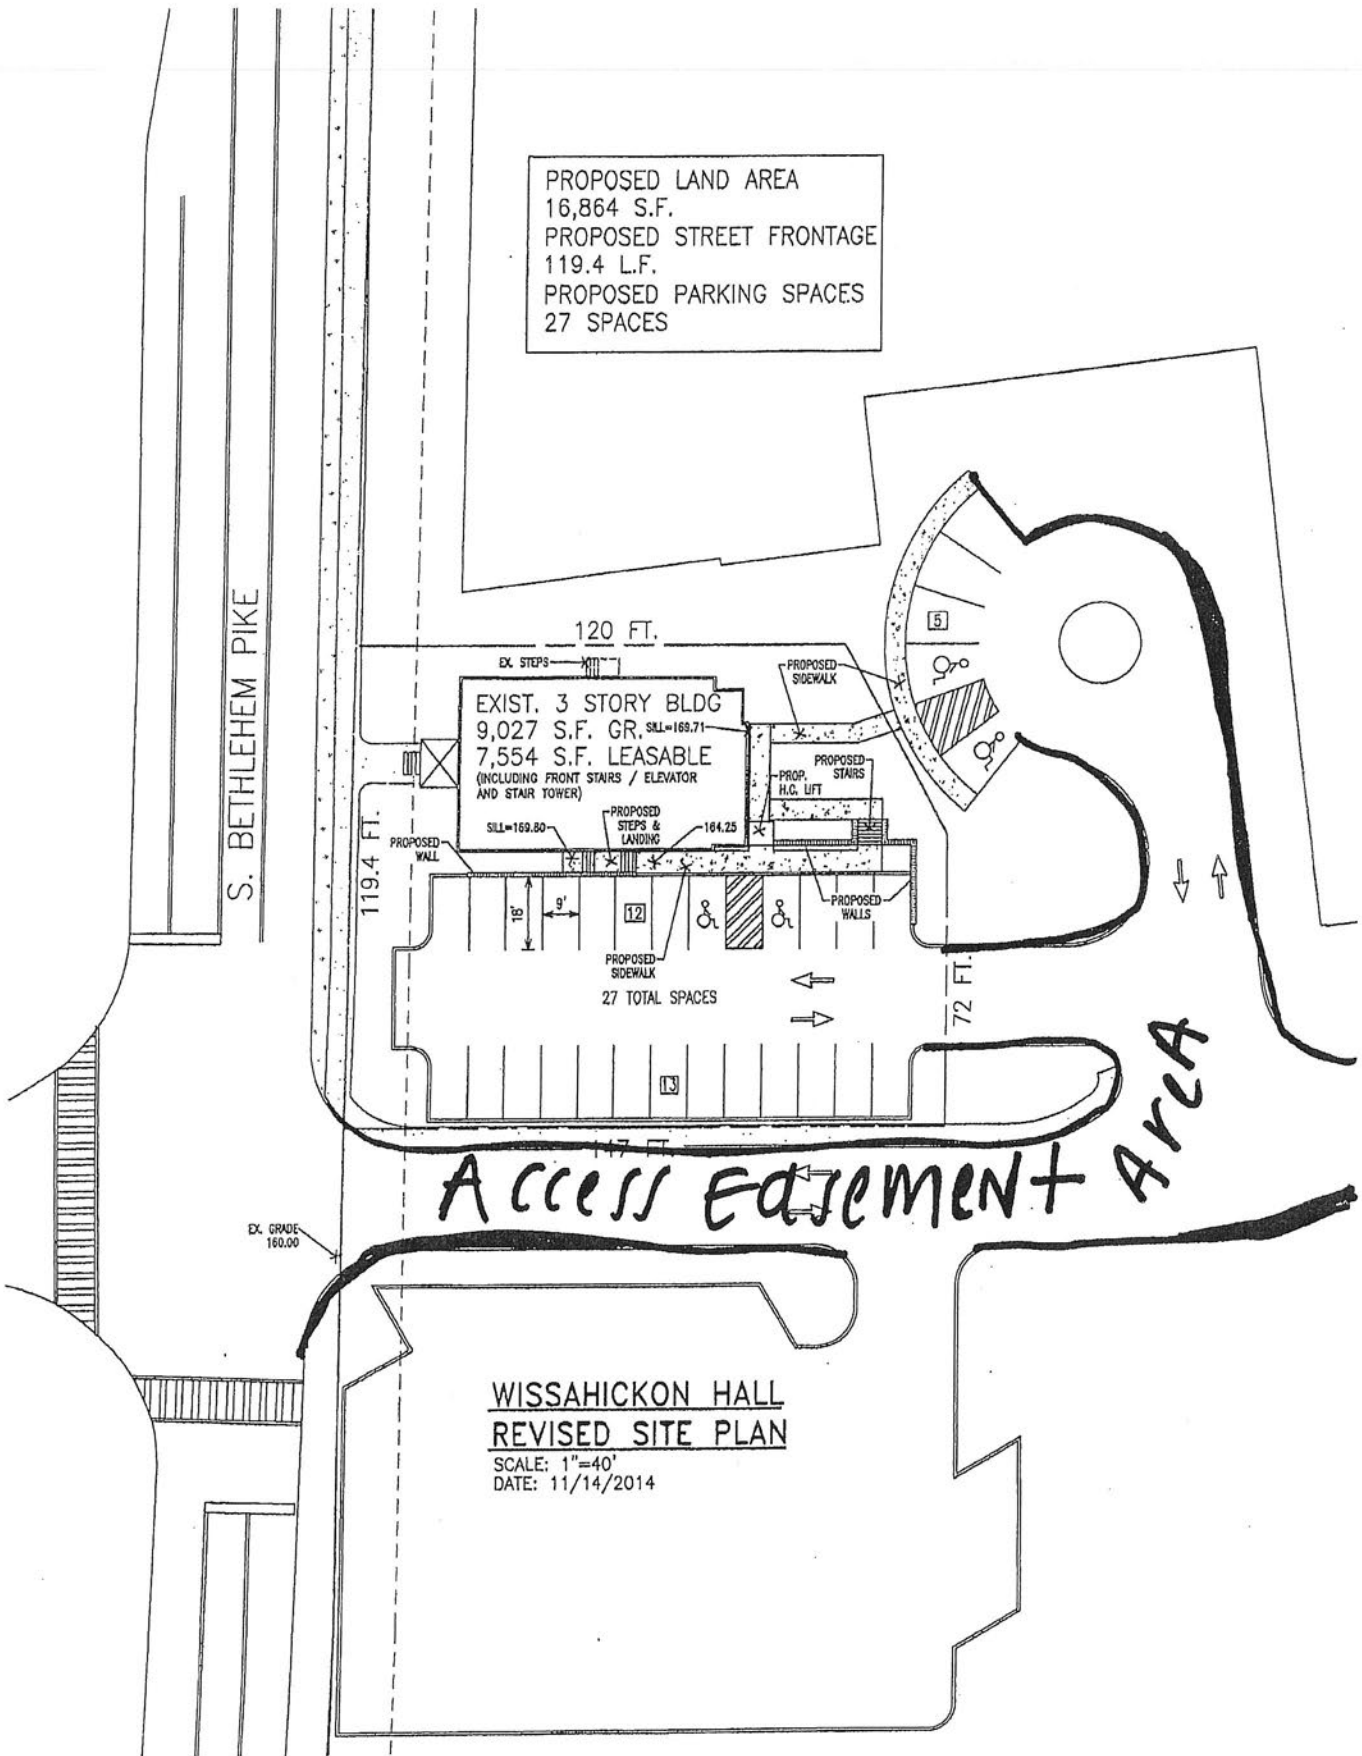 PROPOSED LAND AREA
16,864 S.F.
PROPOSED STREET FRONTAGE
119.4 L.F.
PROPOSED PARKING SPACES
27 SPACES
S. BETHLEHEM PIKE
120 FT.
EX. STEPS
EXIST. 3 STORY BLDG
9,027 S.F. GR.
SILL=169.71
7,554 S.F. LEASABLE
(INCLUDING FRONT STAIRS / ELEVATOR
AND STAIR TOWER)
SILL=169.80
PROPOSED
STEPS &
LANDING
164.25
PROPOSED
SIDEWALK
5
PROPOSED
STAIRS
PROP.
H.C. LIFT
119.4 FT.
PROPOSED
WALL
18'
9'
12
PROPOSED
WALLS
PROPOSED
SIDEWALK
27 TOTAL SPACES
72 FT.
13
117 FT.
Access Easement Area
EX. GRADE
160.00
WISSAHICKON HALL
REVISED SITE PLAN
SCALE: 1"=40'
DATE: 11/14/2014